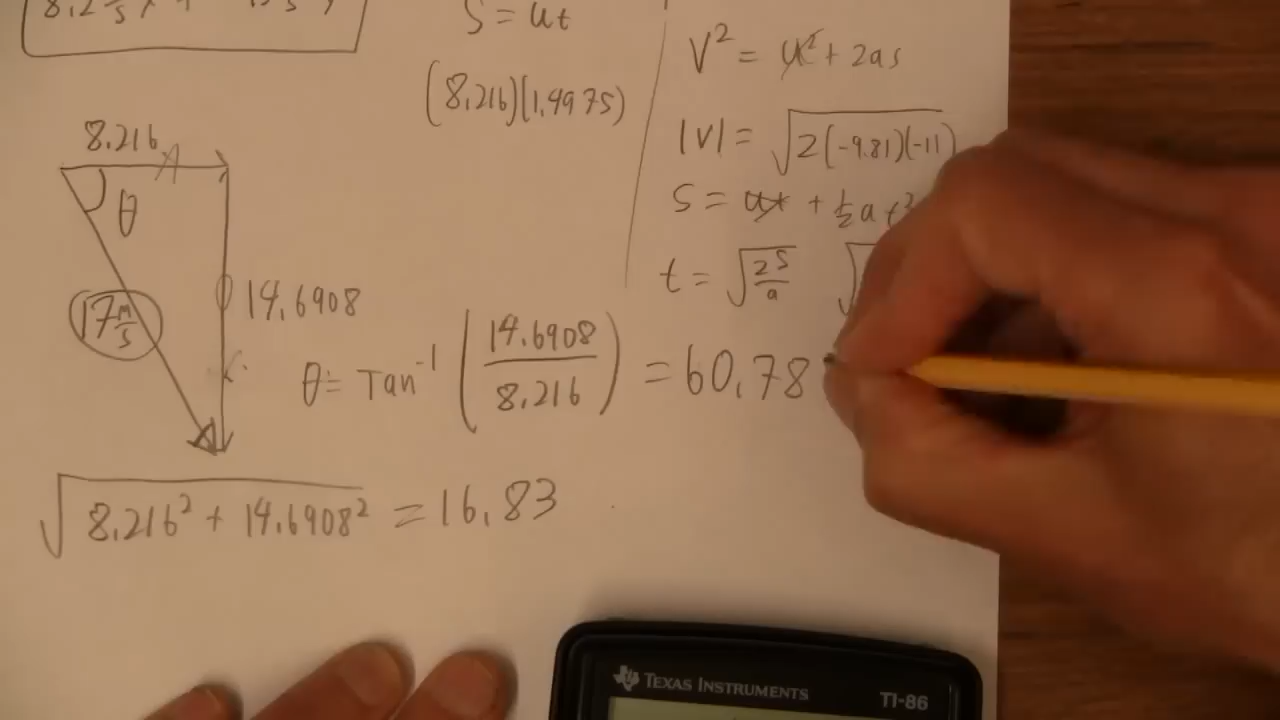 S = ut
(8.216)(1.4975)
V² = u² + 2as
|V| = √2(-9.81)(-11)
S = ut + ½at²
t = √2S/a
8.216
θ
17 m/s
14.6908
θ = Tan⁻¹ (14.6908/8.216) = 60.78
√8.216² + 14.6908² = 16.83
TEXAS INSTRUMENTS
TI-86